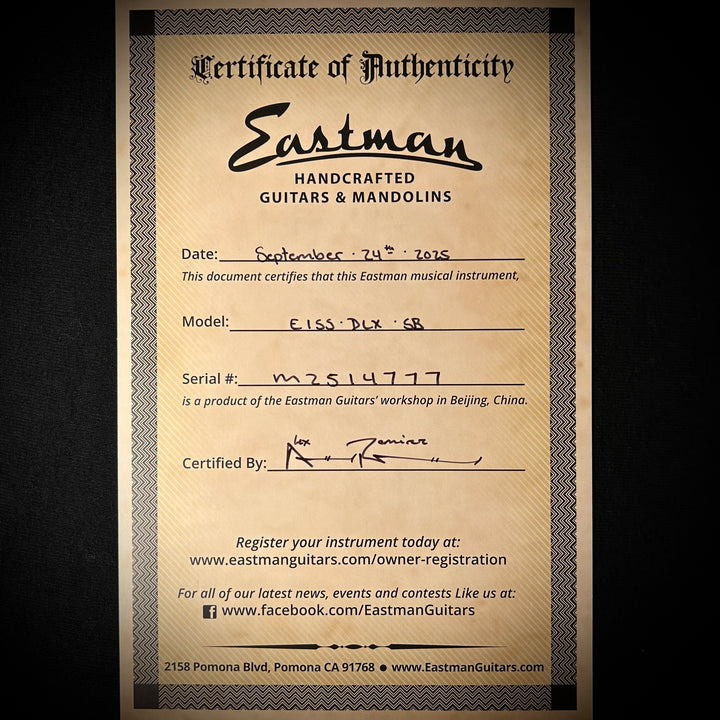 Certificate of Authenticity
Eastman
HANDCRAFTED
GUITARS & MANDOLINS
Date: September · 24th · 2025
This document certifies that this Eastman musical instrument,
Model: E1SS · DLX · SB
Serial #: M2514777
is a product of the Eastman Guitars' workshop in Beijing, China.
Certified By: Alex Ramirez
Register your instrument today at:
www.eastmanguitars.com/owner-registration
For all of our latest news, events and contests Like us at:
f www.facebook.com/EastmanGuitars
2158 Pomona Blvd, Pomona CA 91768 ● www.EastmanGuitars.com